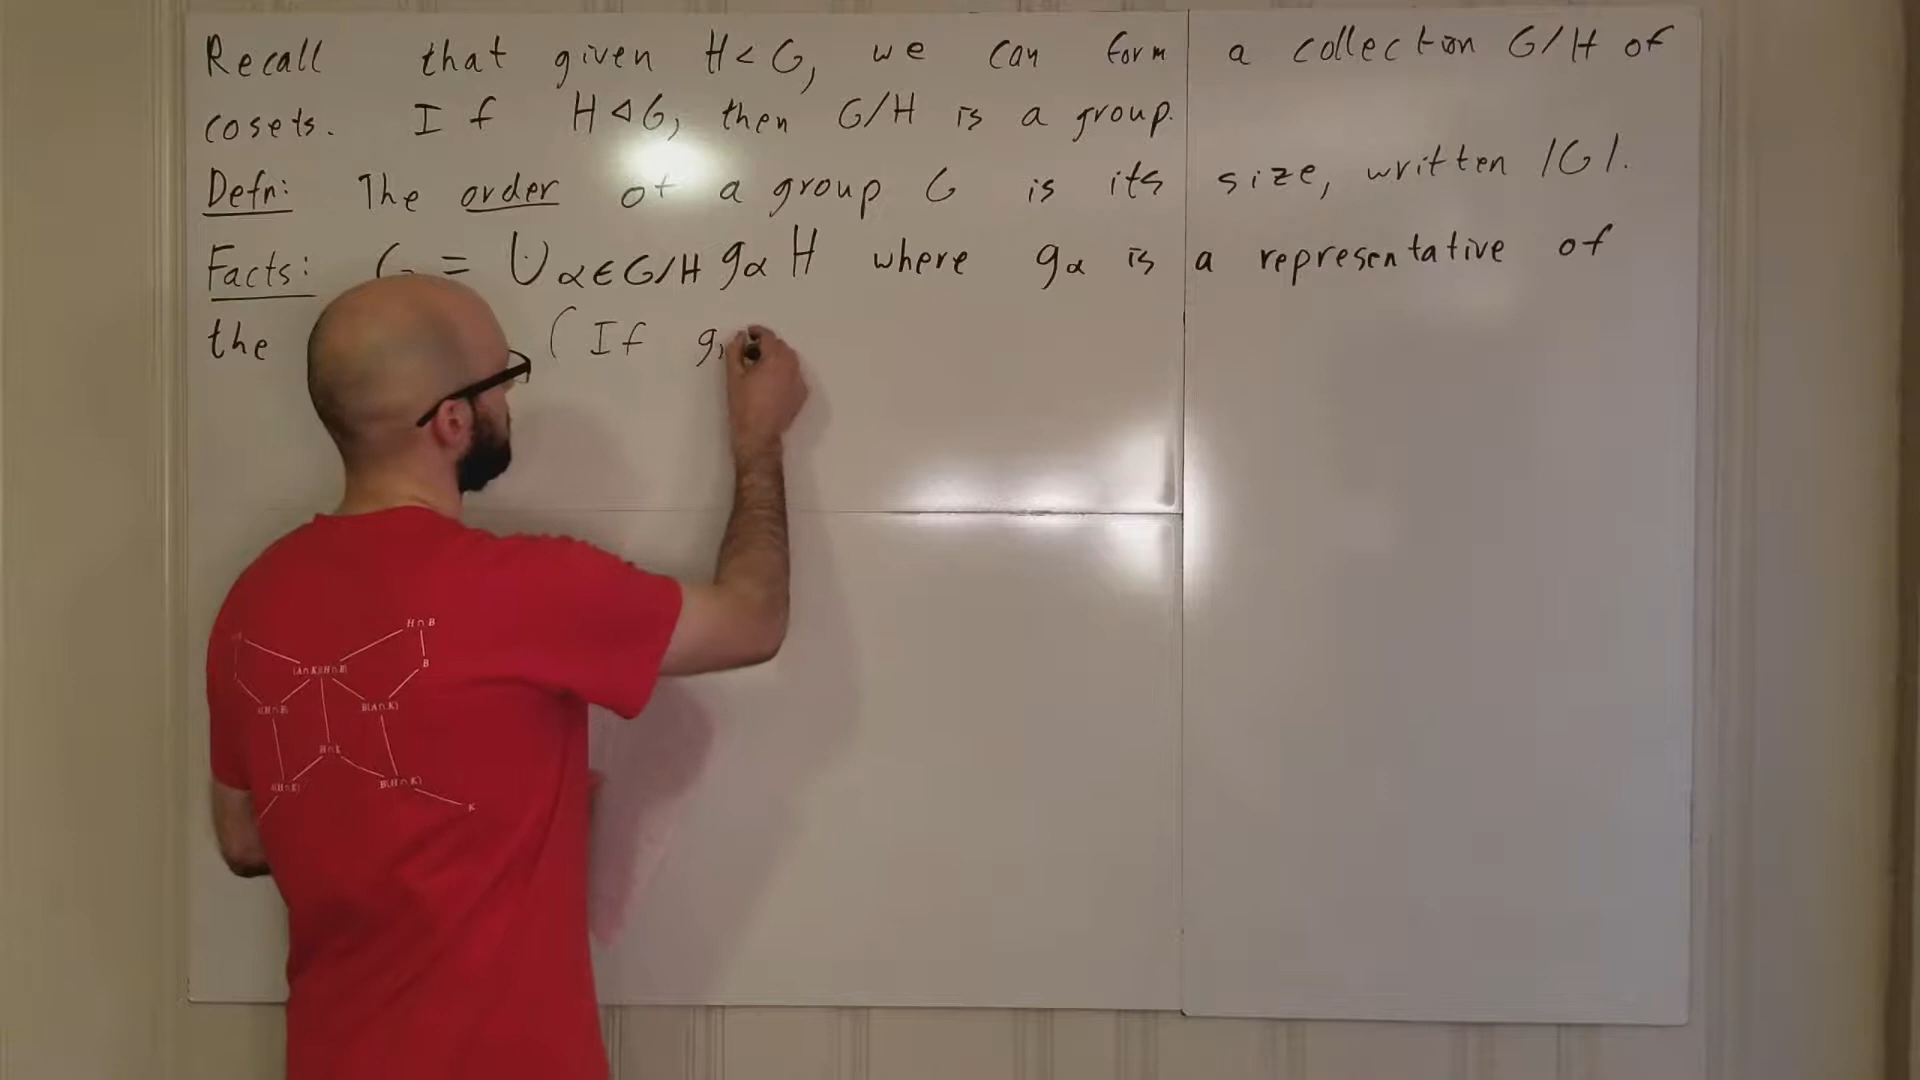 Recall that given H < G, we can form a collection G/H of
cosets. If H ◁ G, then G/H is a group.
Defn: The order of a group G is its size, written |G|.
Facts: G = ∪̇ α∈G/H gα H where gα is a representative of
the (If g
H ∩ B
B
B(A ∩ K)
H ∩ K
B(H ∩ K)
K